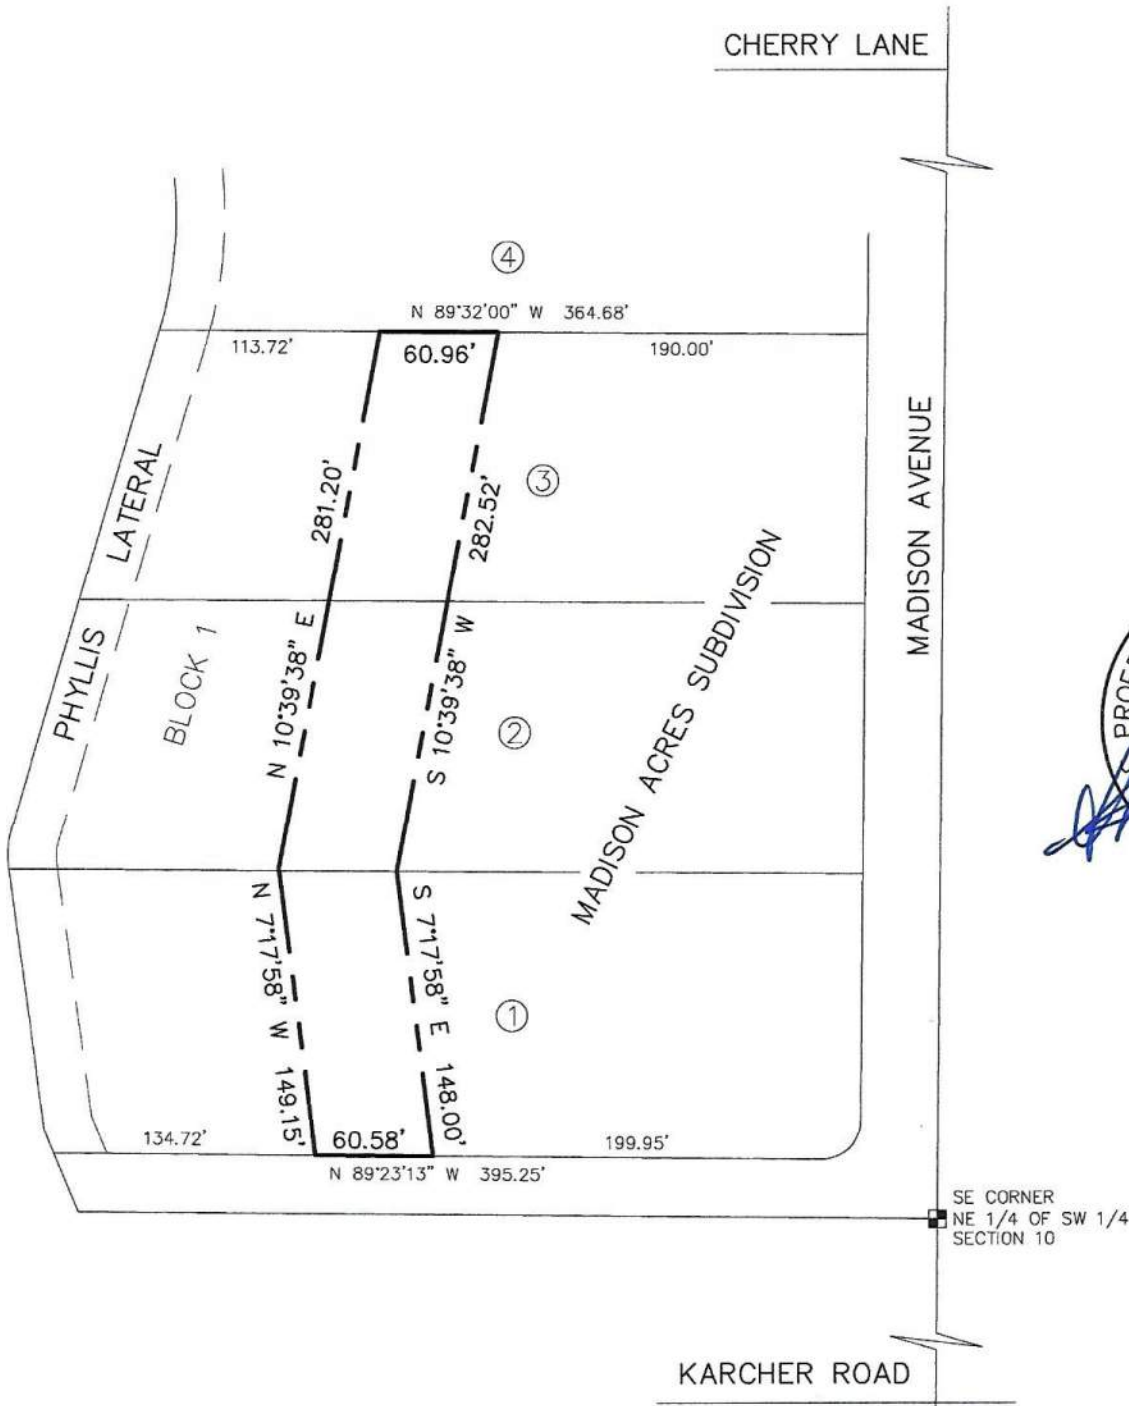 CHERRY LANE
④
N 89°32'00" W 364.68'
113.72'
60.96'
190.00'
LATERAL
281.20'
282.52'
③
MADISON AVENUE
PHYLLIS
BLOCK 1
N 10°39'38" E
S 10°39'38" W
②
MADISON ACRES SUBDIVISION
N 7°17'58" W 149.15'
S 7°17'58" E 148.00'
①
134.72'
60.58'
199.95'
N 89°23'13" W 395.25'
SE CORNER
NE 1/4 OF SW 1/4
SECTION 10
KARCHER ROAD